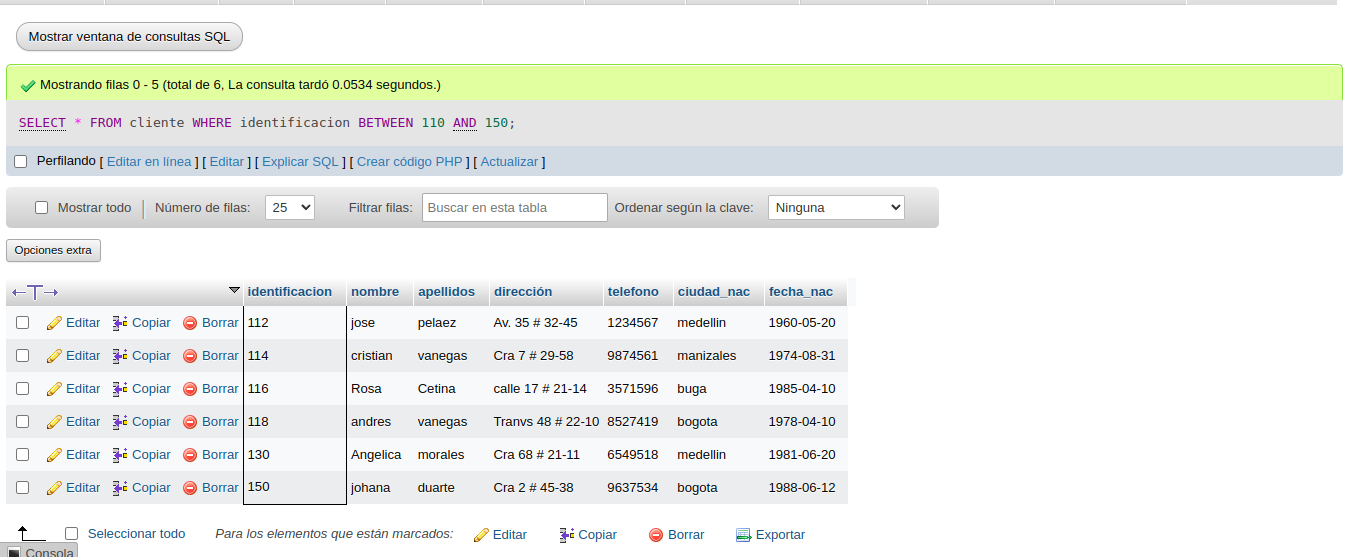 Mostrar ventana de consultas SQL
Mostrando filas 0 - 5 (total de 6, La consulta tardó 0.0534 segundos.)
SELECT * FROM cliente WHERE identificacion BETWEEN 110 AND 150;
Perfilando [ Editar en línea ] [ Editar ] [ Explicar SQL ] [ Crear código PHP ] [ Actualizar ]
Mostrar todo Número de filas: 25 Filtrar filas: Buscar en esta tabla Ordenar según la clave: Ninguna
Opciones extra
identificacion nombre apellidos dirección telefono ciudad_nac fecha_nac
Editar Copiar Borrar 112 jose pelaez Av. 35 # 32-45 1234567 medellin 1960-05-20
Editar Copiar Borrar 114 cristian vanegas Cra 7 # 29-58 9874561 manizales 1974-08-31
Editar Copiar Borrar 116 Rosa Cetina calle 17 # 21-14 3571596 buga 1985-04-10
Editar Copiar Borrar 118 andres vanegas Tranvs 48 # 22-10 8527419 bogota 1978-04-10
Editar Copiar Borrar 130 Angelica morales Cra 68 # 21-11 6549518 medellin 1981-06-20
Editar Copiar Borrar 150 johana duarte Cra 2 # 45-38 9637534 bogota 1988-06-12
Seleccionar todo Para los elementos que están marcados: Editar Copiar Borrar Exportar
Consola